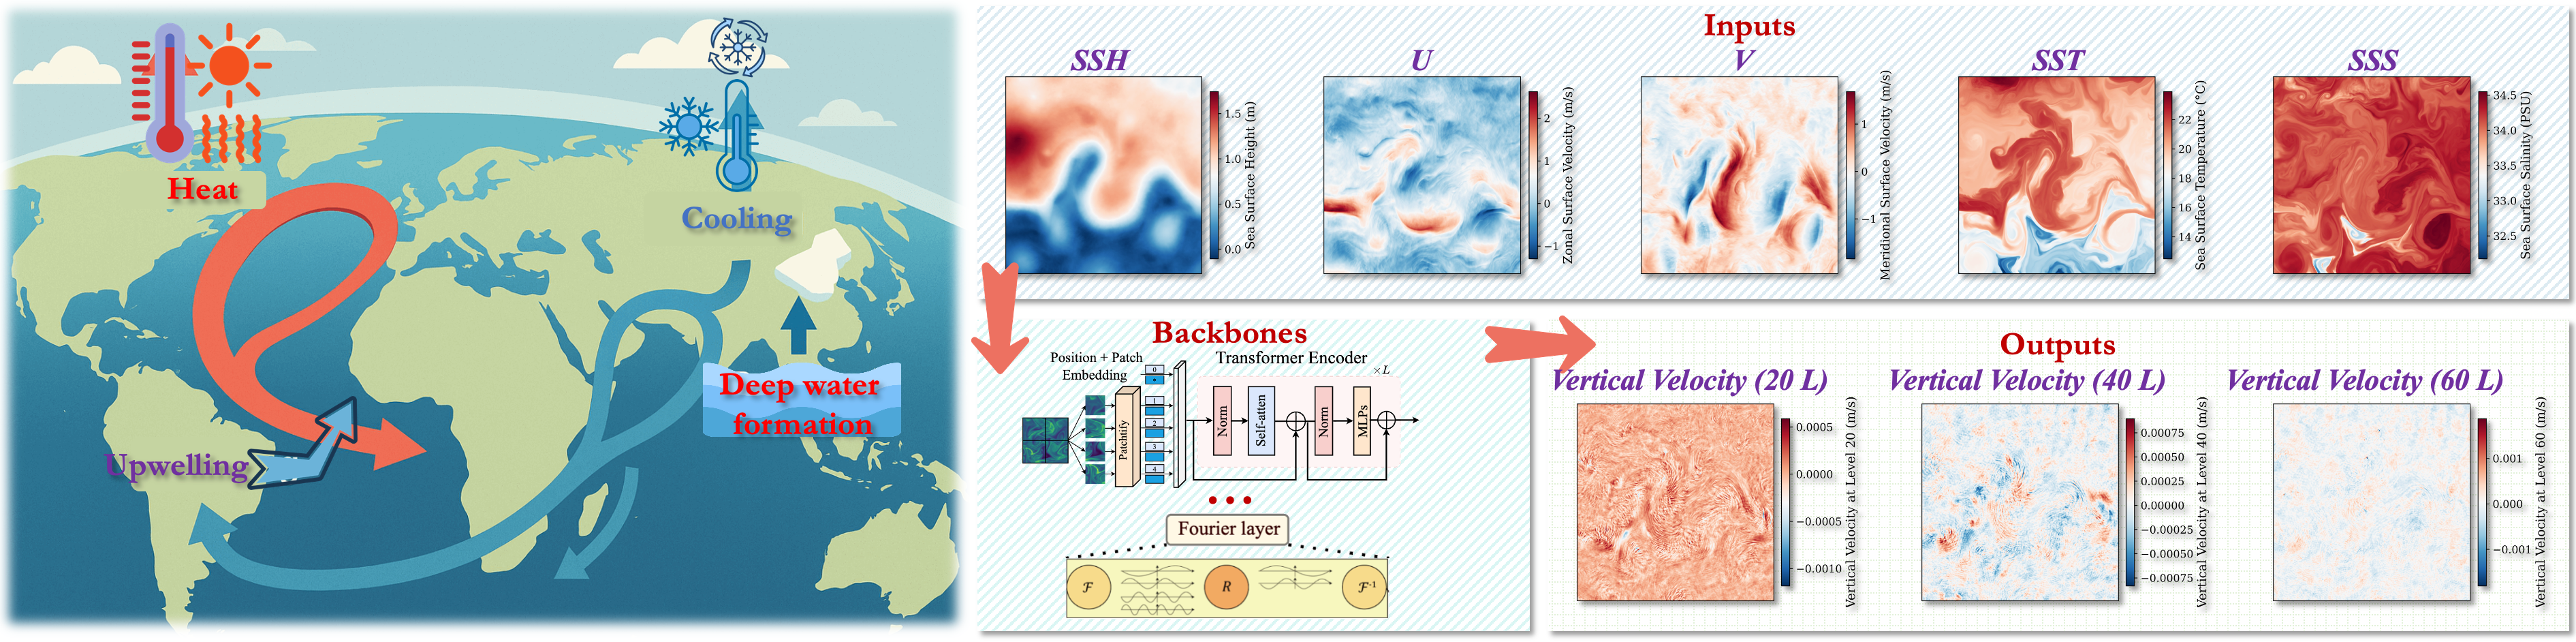 Heat
Cooling
Deep water
formation
Upwelling
Inputs
SSH
1.5
1.0
0.5
0.0
Sea Surface Height (m)
U
2
1
0
−1
Zonal Surface Velocity (m/s)
V
1
0
−1
Meridional Surface Velocity (m/s)
SST
22
20
18
16
14
Sea Surface Temperature (°C)
SSS
34.5
34.0
33.5
33.0
32.5
Sea Surface Salinity (PSU)
Backbones
Position + Patch
Embedding
Transformer Encoder
×L
Patchtify
0
*
1
2
3
4
Norm
Self-atten
Norm
MLPs
Fourier layer
F
R
F⁻¹
Outputs
Vertical Velocity (20 L)
0.0005
0.0000
−0.0005
−0.0010
Vertical Velocity at Level 20 (m/s)
Vertical Velocity (40 L)
0.00075
0.00050
0.00025
0.00000
−0.00025
−0.00050
−0.00075
Vertical Velocity at Level 40 (m/s)
Vertical Velocity (60 L)
0.001
0.000
−0.001
Vertical Velocity at Level 60 (m/s)